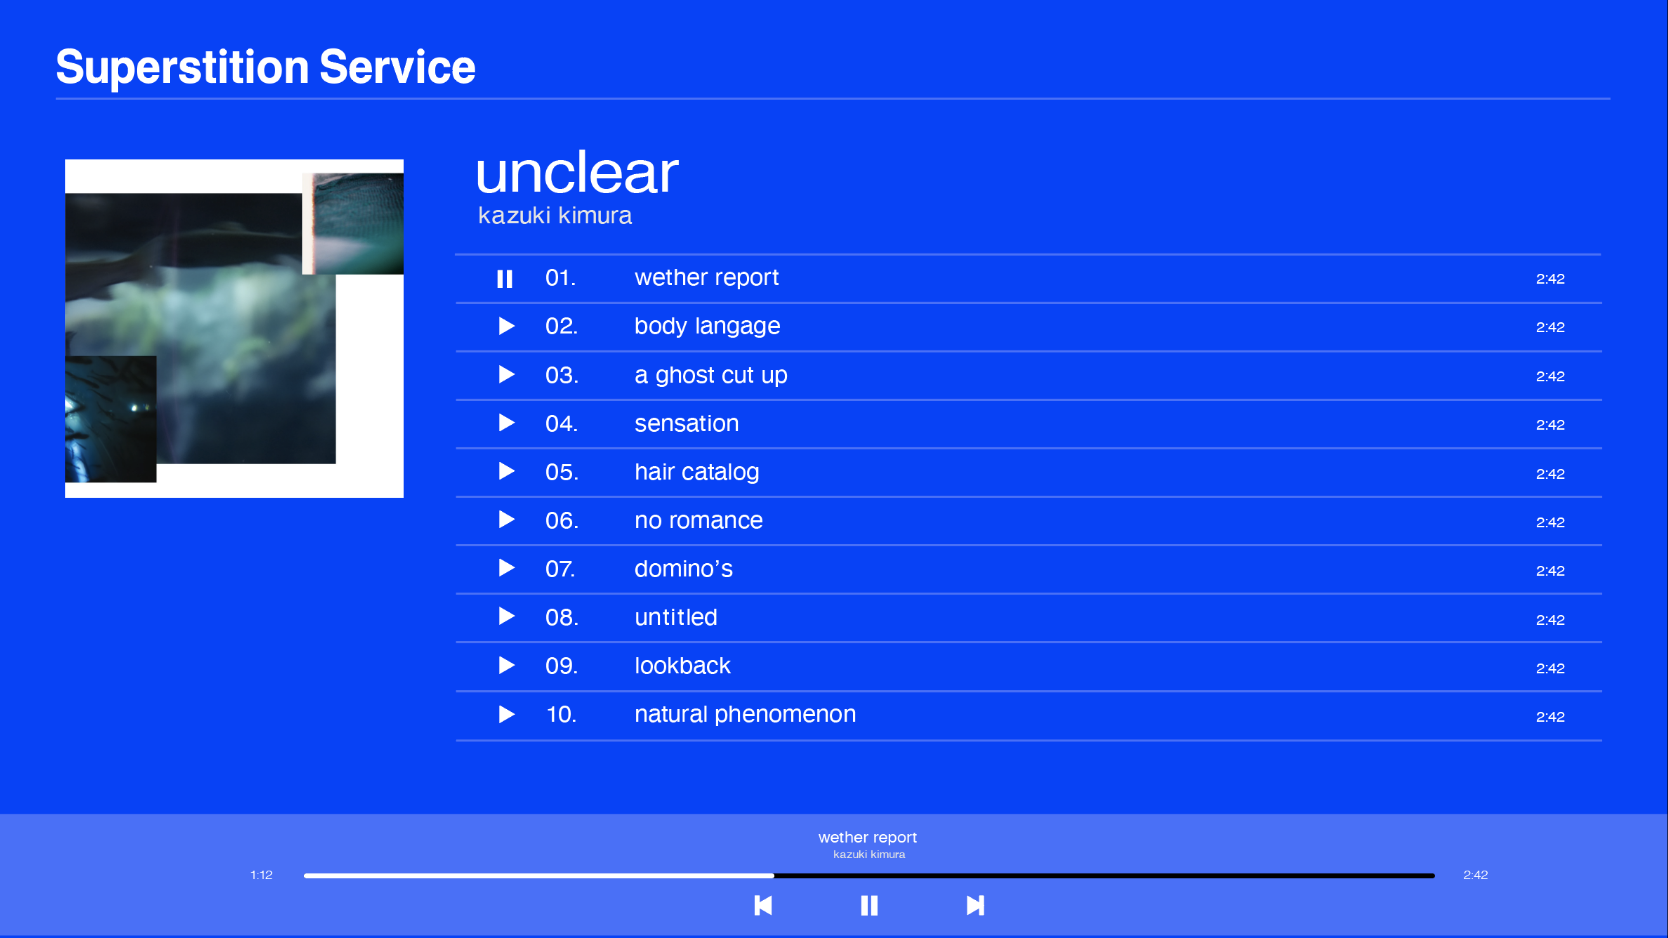 Superstition Service
unclear
kazuki kimura
01. wether report 2:42
02. body langage 2:42
03. a ghost cut up 2:42
04. sensation 2:42
05. hair catalog 2:42
06. no romance 2:42
07. domino’s 2:42
08. untitled 2:42
09. lookback 2:42
10. natural phenomenon 2:42
wether report
kazuki kimura
1:12 2:42